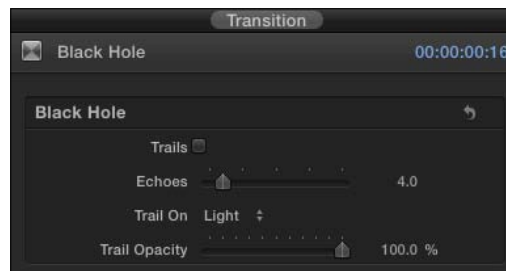 Transition
Black Hole 00:00:00:16
Black Hole
Trails
Echoes 4.0
Trail On Light
Trail Opacity 100.0 %